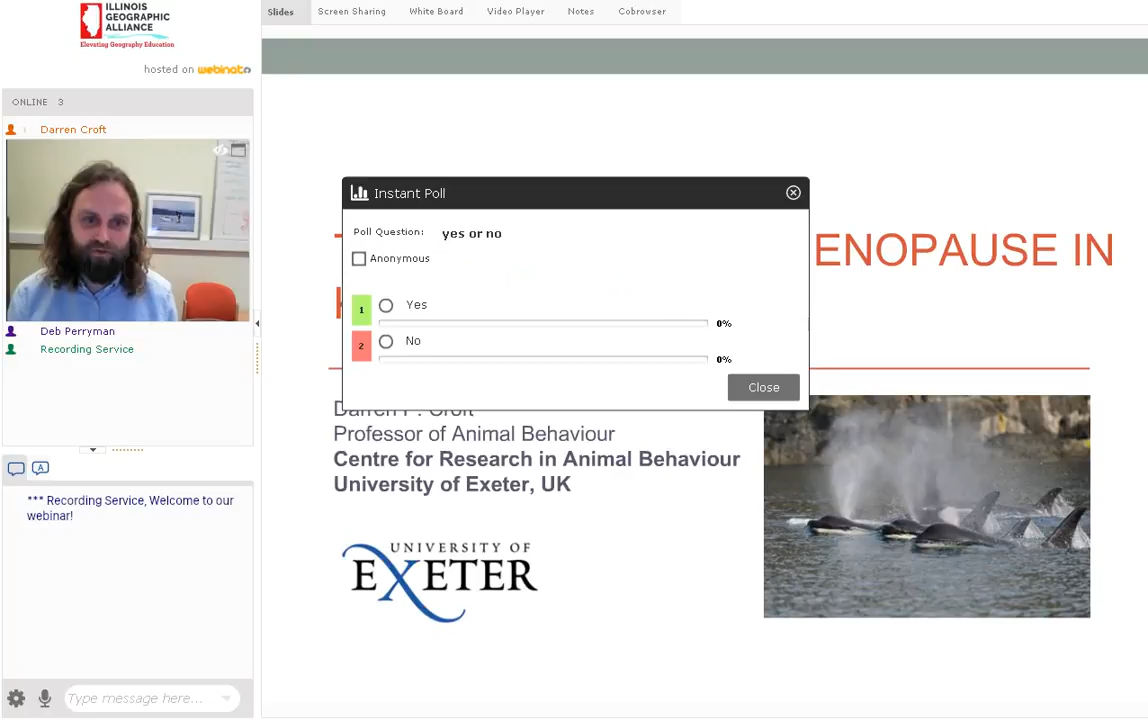 ILLINOIS
GEOGRAPHIC
ALLIANCE
Elevating Geography Education
hosted on webinato
Slides
Screen Sharing
White Board
Video Player
Notes
Cobrowser
ONLINE 3
Darren Croft
Deb Perryman
Recording Service
*** Recording Service, Welcome to our
webinar!
Type message here...
Instant Poll
Poll Question: yes or no
Anonymous
1 Yes
0%
2 No
0%
Close
ENOPAUSE IN
Darren P. Croft
Professor of Animal Behaviour
Centre for Research in Animal Behaviour
University of Exeter, UK
UNIVERSITY OF
EXETER